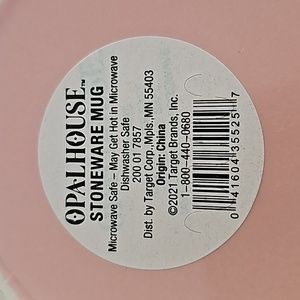 OPALHOUSE™
STONEWARE MUG
Microwave Safe – May Get Hot in Microwave
Dishwasher Safe
200 01 7857
Dist. by Target Corp.,Mpls.,MN 55403
Origin: China
©2021 Target Brands, Inc.
1-800-440-0680
0 41604 35525 7